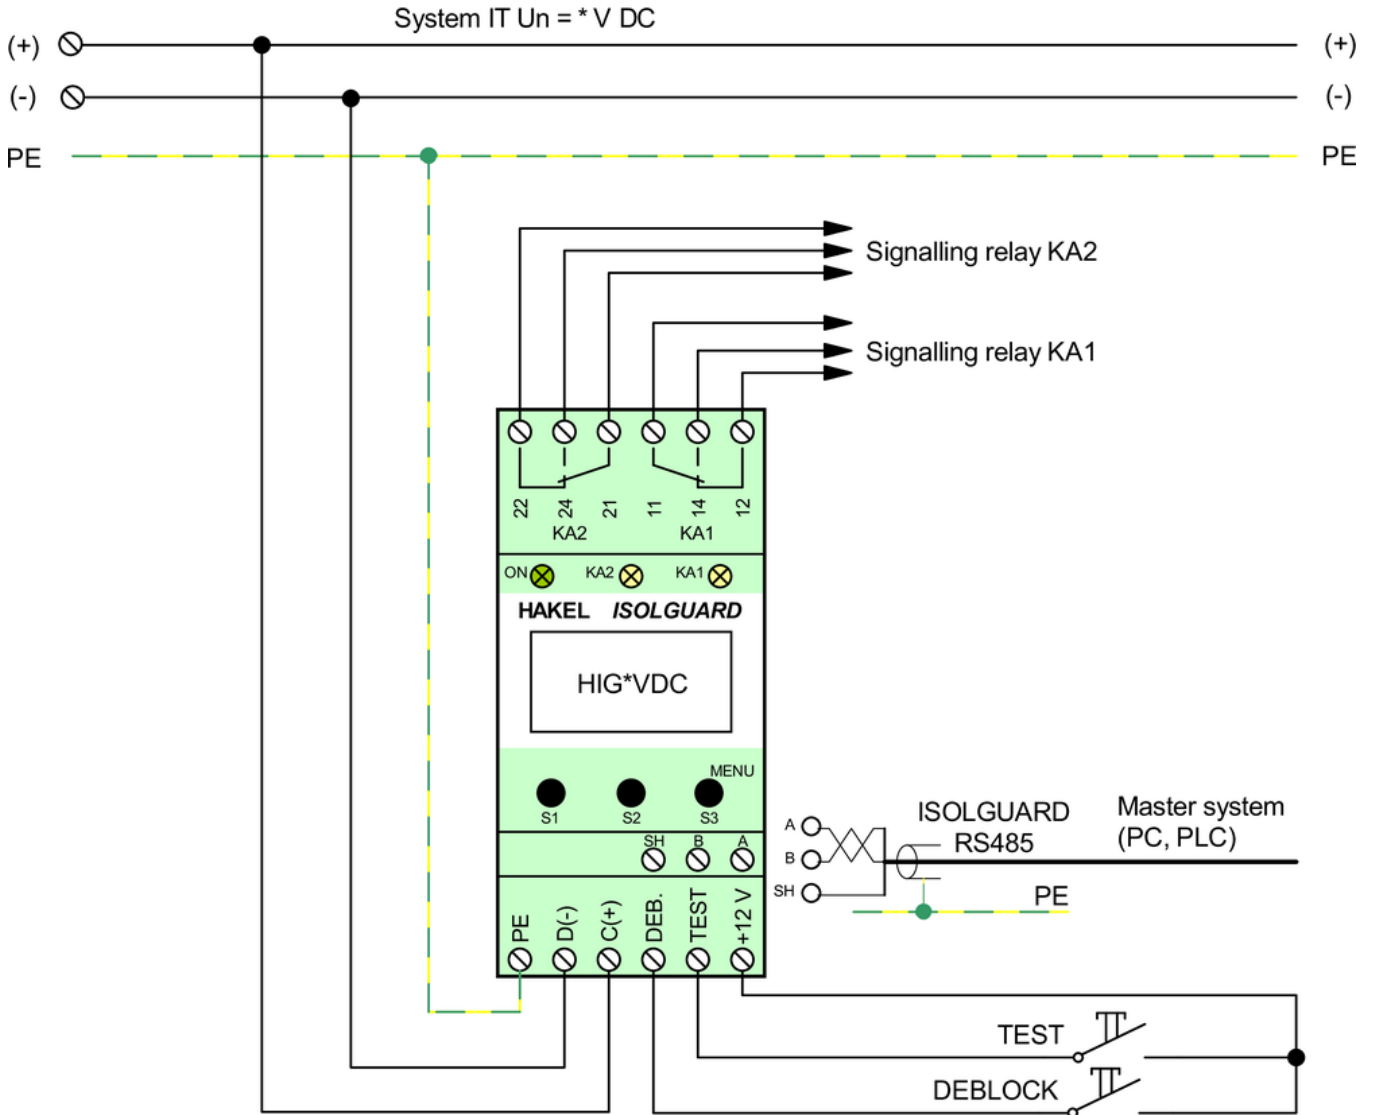 System IT Un = * V DC
(+) (+)
(-) (-)
PE PE
Signalling relay KA2
Signalling relay KA1
22 24 21 11 14 12
KA2 KA1
ON KA2 KA1
HAKEL ISOLGUARD
HIG*VDC
MENU
S1 S2 S3
SH B A
PE D(-) C(+) DEB. TEST +12 V
A
B
SH
ISOLGUARD
RS485
Master system
(PC, PLC)
PE
TEST
DEBLOCK